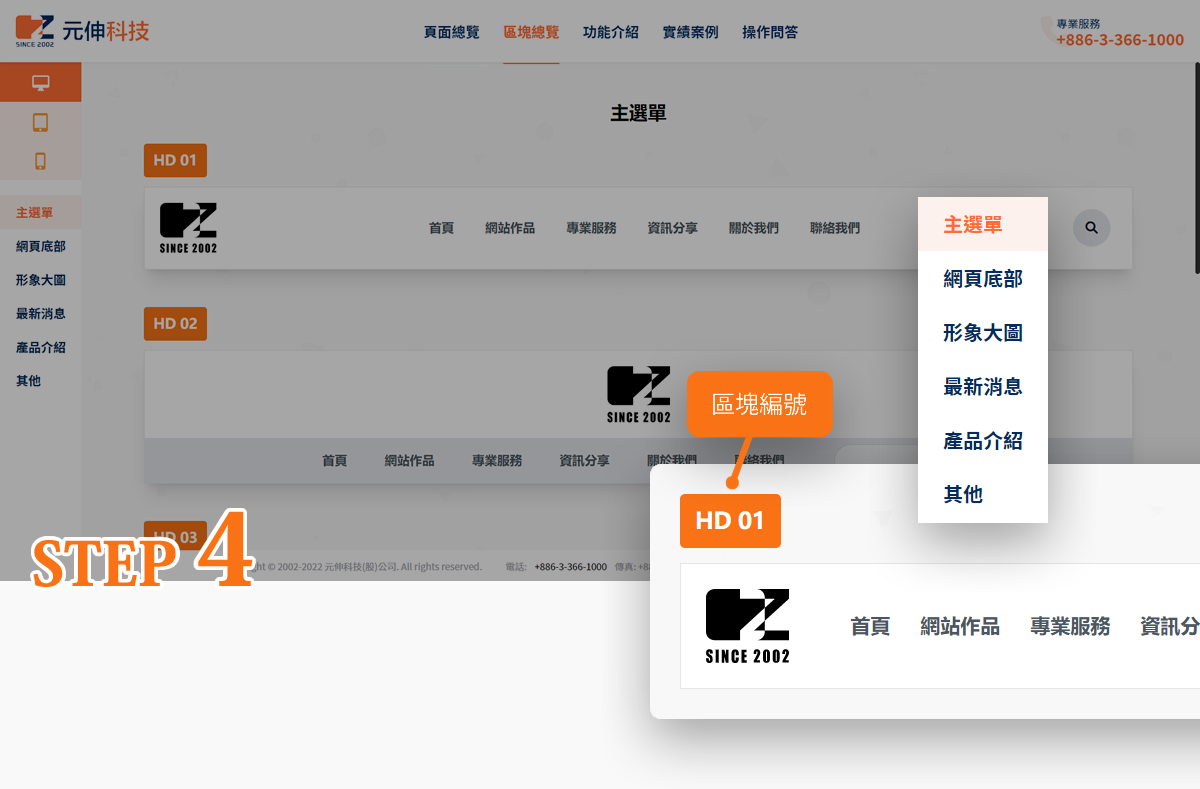 元伸科技
SINCE 2002
頁面總覽
區塊總覽
功能介紹
實績案例
操作問答
專業服務
+886-3-366-1000
主選單
網頁底部
形象大圖
最新消息
產品介紹
其他
主選單
HD 01
SINCE 2002
首頁
網站作品
專業服務
資訊分享
關於我們
聯絡我們
HD 02
SINCE 2002
首頁
網站作品
專業服務
資訊分享
關於我們
聯絡我們
HD 03
© 2002-2022 元伸科技(股)公司. All rights reserved.
電話: +886-3-366-1000 傳真:
STEP 4
主選單
網頁底部
形象大圖
最新消息
產品介紹
其他
區塊編號
HD 01
SINCE 2002
首頁
網站作品
專業服務
資訊分